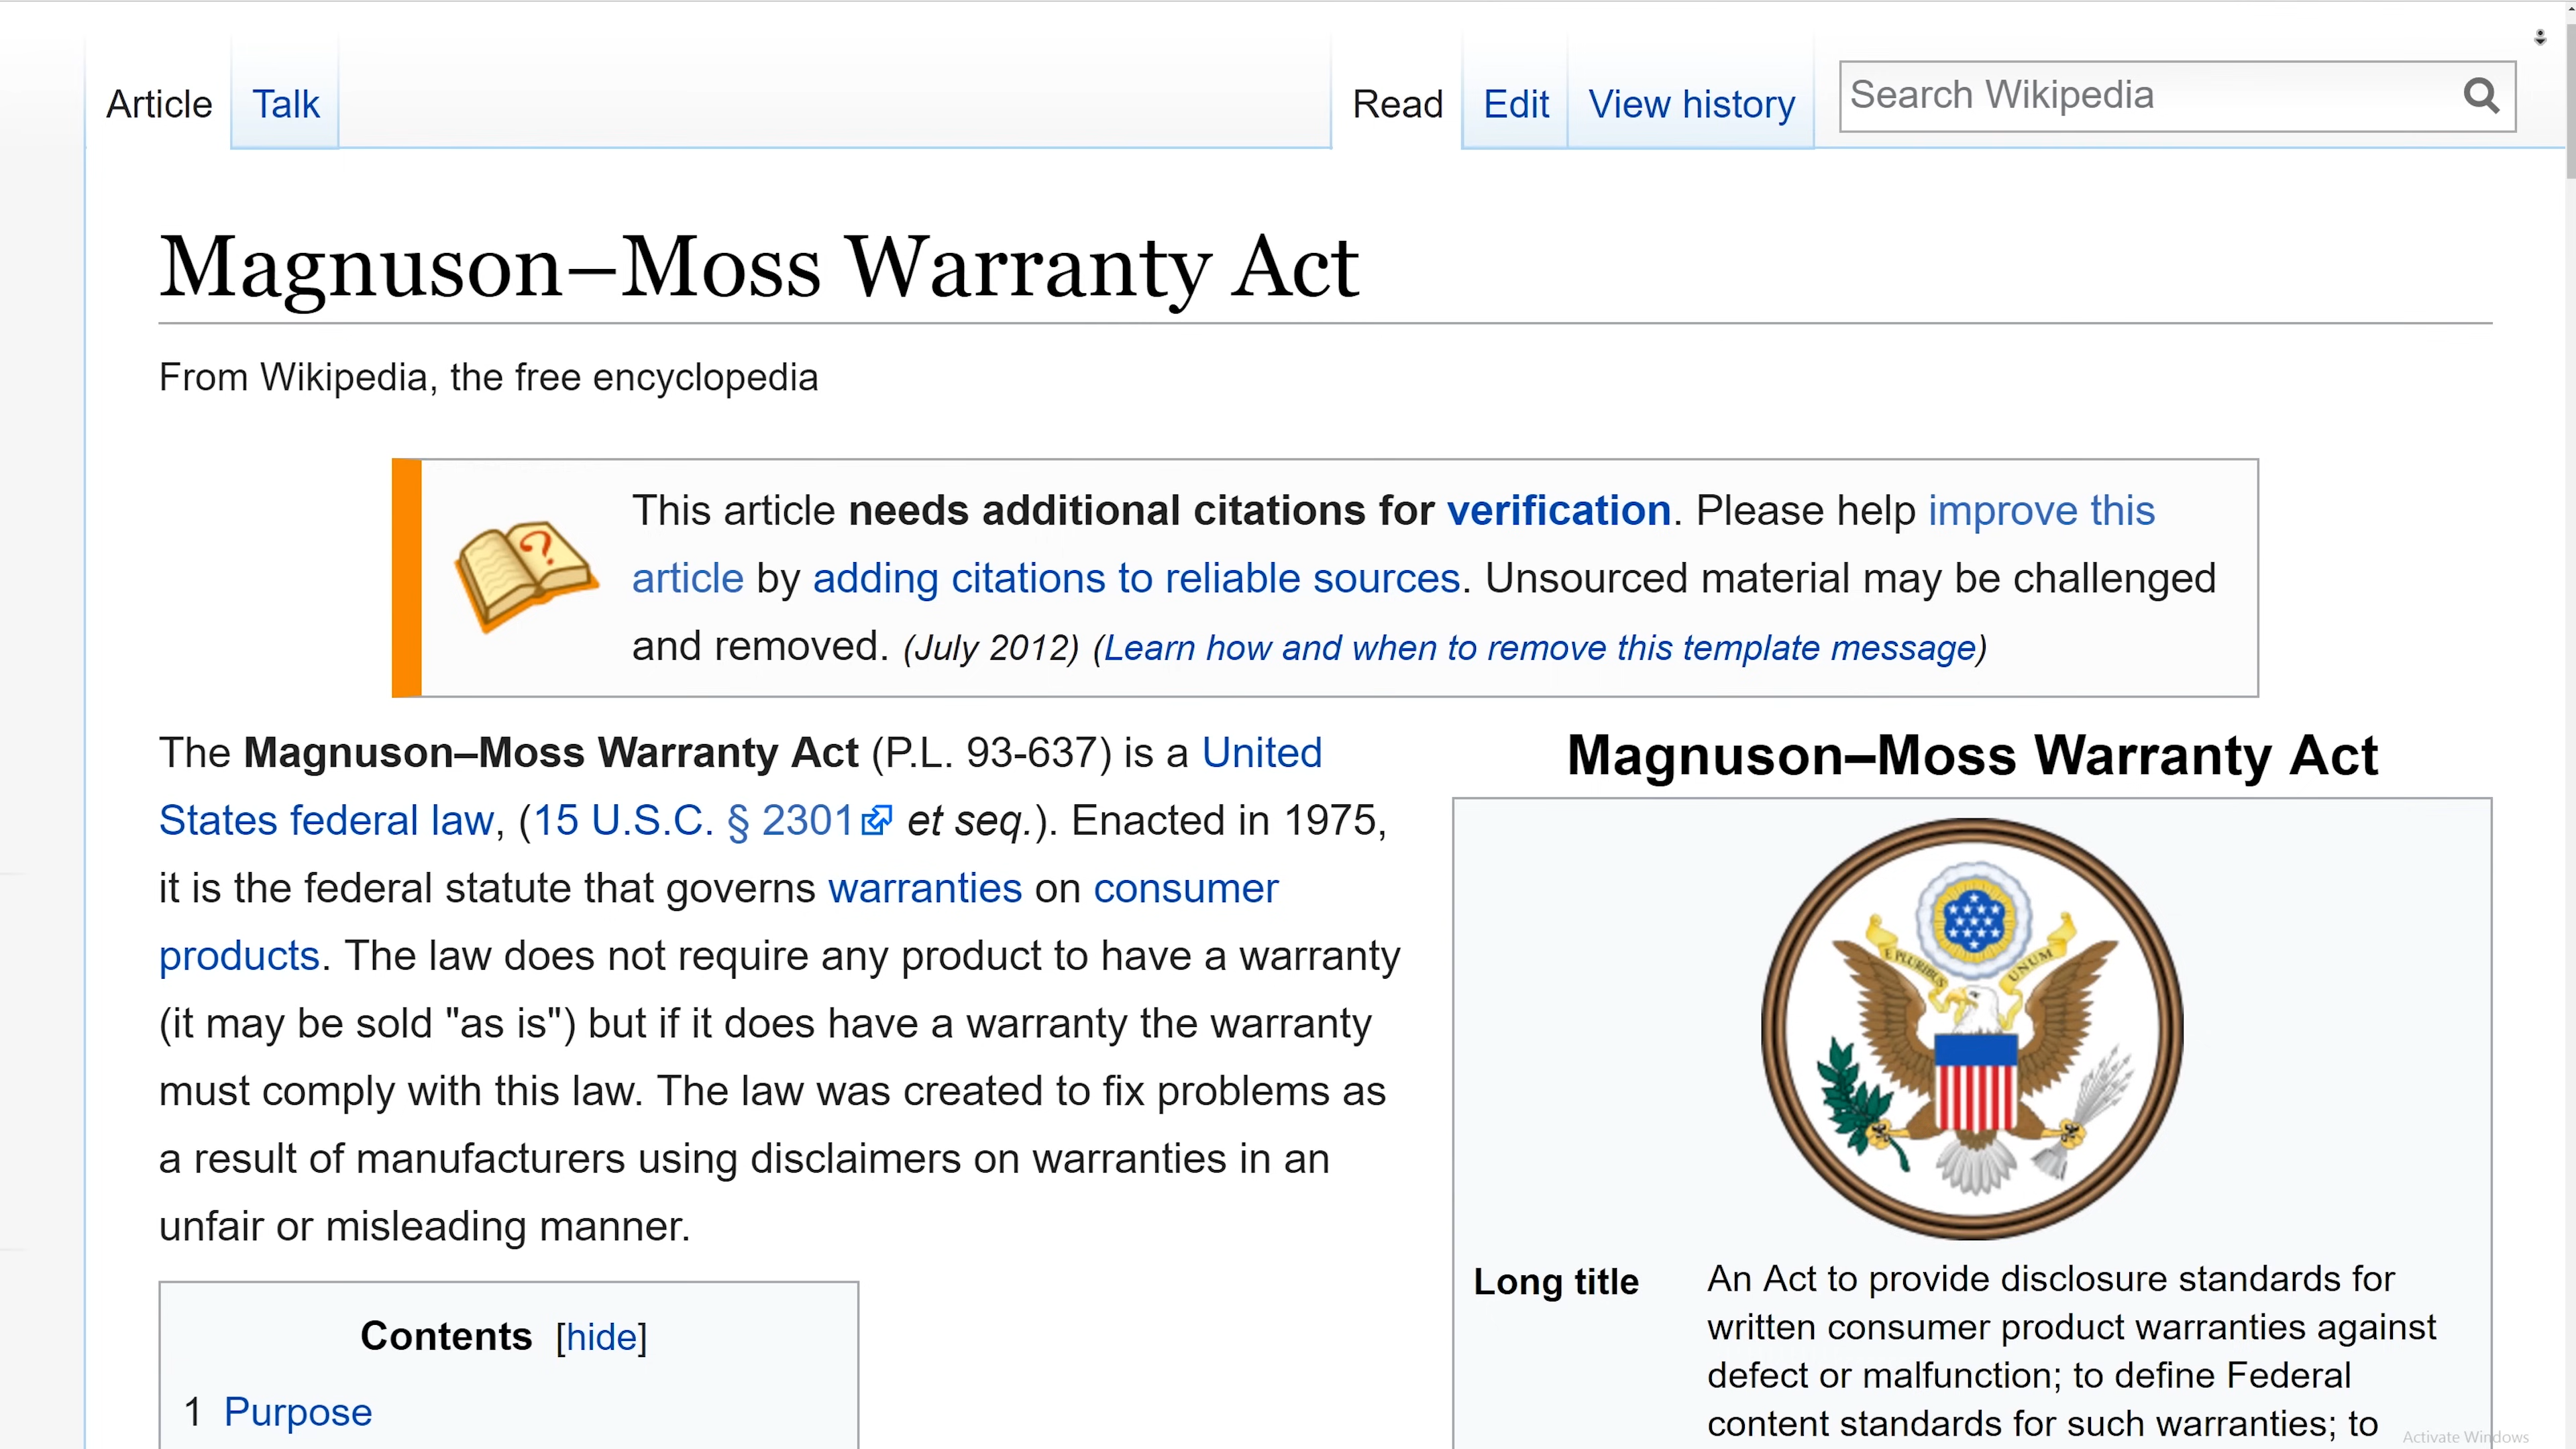 Article
Talk
Read
Edit
View history
Search Wikipedia
Magnuson–Moss Warranty Act
From Wikipedia, the free encyclopedia
This article needs additional citations for verification. Please help improve this
article by adding citations to reliable sources. Unsourced material may be challenged
and removed. (July 2012) (Learn how and when to remove this template message)
The Magnuson–Moss Warranty Act (P.L. 93-637) is a United
States federal law, (15 U.S.C. § 2301 et seq.). Enacted in 1975,
it is the federal statute that governs warranties on consumer
products. The law does not require any product to have a warranty
(it may be sold "as is") but if it does have a warranty the warranty
must comply with this law. The law was created to fix problems as
a result of manufacturers using disclaimers on warranties in an
unfair or misleading manner.
Contents [hide]
1 Purpose
Magnuson–Moss Warranty Act
E PLURIBUS UNUM
Long title
An Act to provide disclosure standards for
written consumer product warranties against
defect or malfunction; to define Federal
content standards for such warranties; to
Activate Windows